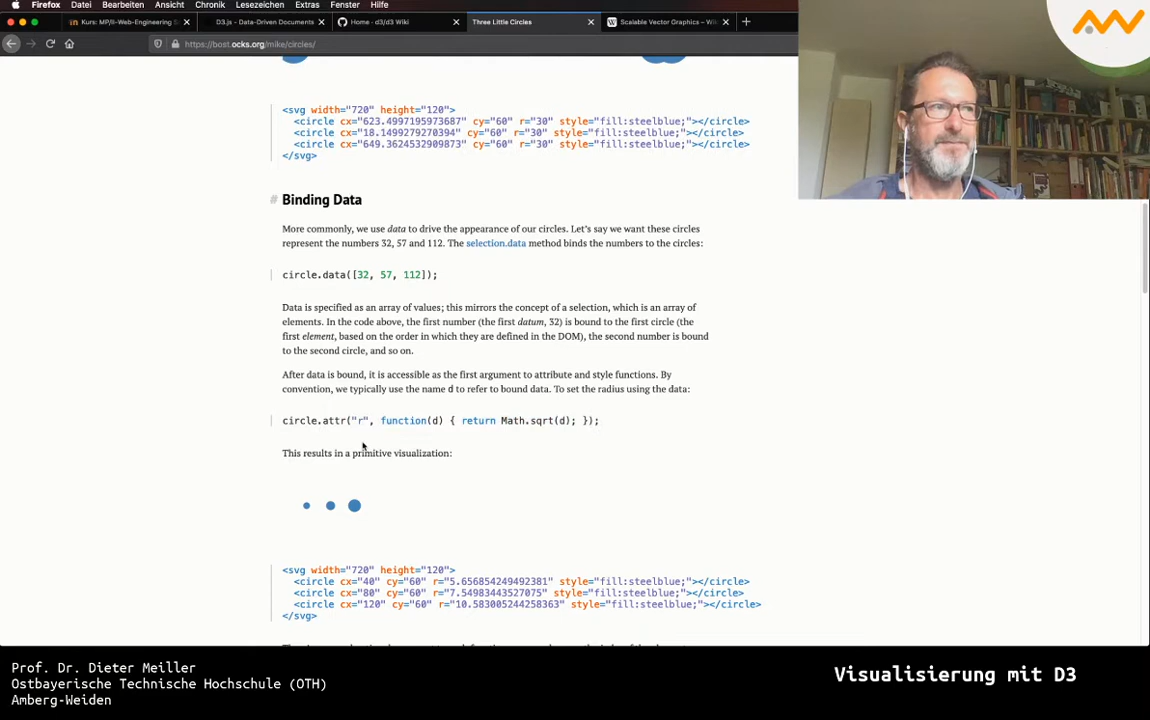 Firefox Datei Bearbeiten Ansicht Chronik Lesezeichen Extras Fenster Hilfe
Kurs: MP/II-Web-Engineering S D3.js - Data-Driven Documents Home · d3/d3 Wiki Three Little Circles Scalable Vector Graphics – Wiki
https://bost.ocks.org/mike/circles/
<svg width="720" height="120">
<circle cx="623.4997195973687" cy="60" r="30" style="fill:steelblue;"></circle>
<circle cx="18.1499279270394" cy="60" r="30" style="fill:steelblue;"></circle>
<circle cx="649.3624532909873" cy="60" r="30" style="fill:steelblue;"></circle>
</svg>
# Binding Data
More commonly, we use data to drive the appearance of our circles. Let's say we want these circles
represent the numbers 32, 57 and 112. The selection.data method binds the numbers to the circles:
circle.data([32, 57, 112]);
Data is specified as an array of values; this mirrors the concept of a selection, which is an array of
elements. In the code above, the first number (the first datum, 32) is bound to the first circle (the
first element, based on the order in which they are defined in the DOM), the second number is bound
to the second circle, and so on.
After data is bound, it is accessible as the first argument to attribute and style functions. By
convention, we typically use the name d to refer to bound data. To set the radius using the data:
circle.attr("r", function(d) { return Math.sqrt(d); });
This results in a primitive visualization:
<svg width="720" height="120">
<circle cx="40" cy="60" r="5.656854249492381" style="fill:steelblue;"></circle>
<circle cx="80" cy="60" r="7.54983443527075" style="fill:steelblue;"></circle>
<circle cx="120" cy="60" r="10.583005244258363" style="fill:steelblue;"></circle>
</svg>
Prof. Dr. Dieter Meiller
Ostbayerische Technische Hochschule (OTH)
Amberg-Weiden
Visualisierung mit D3